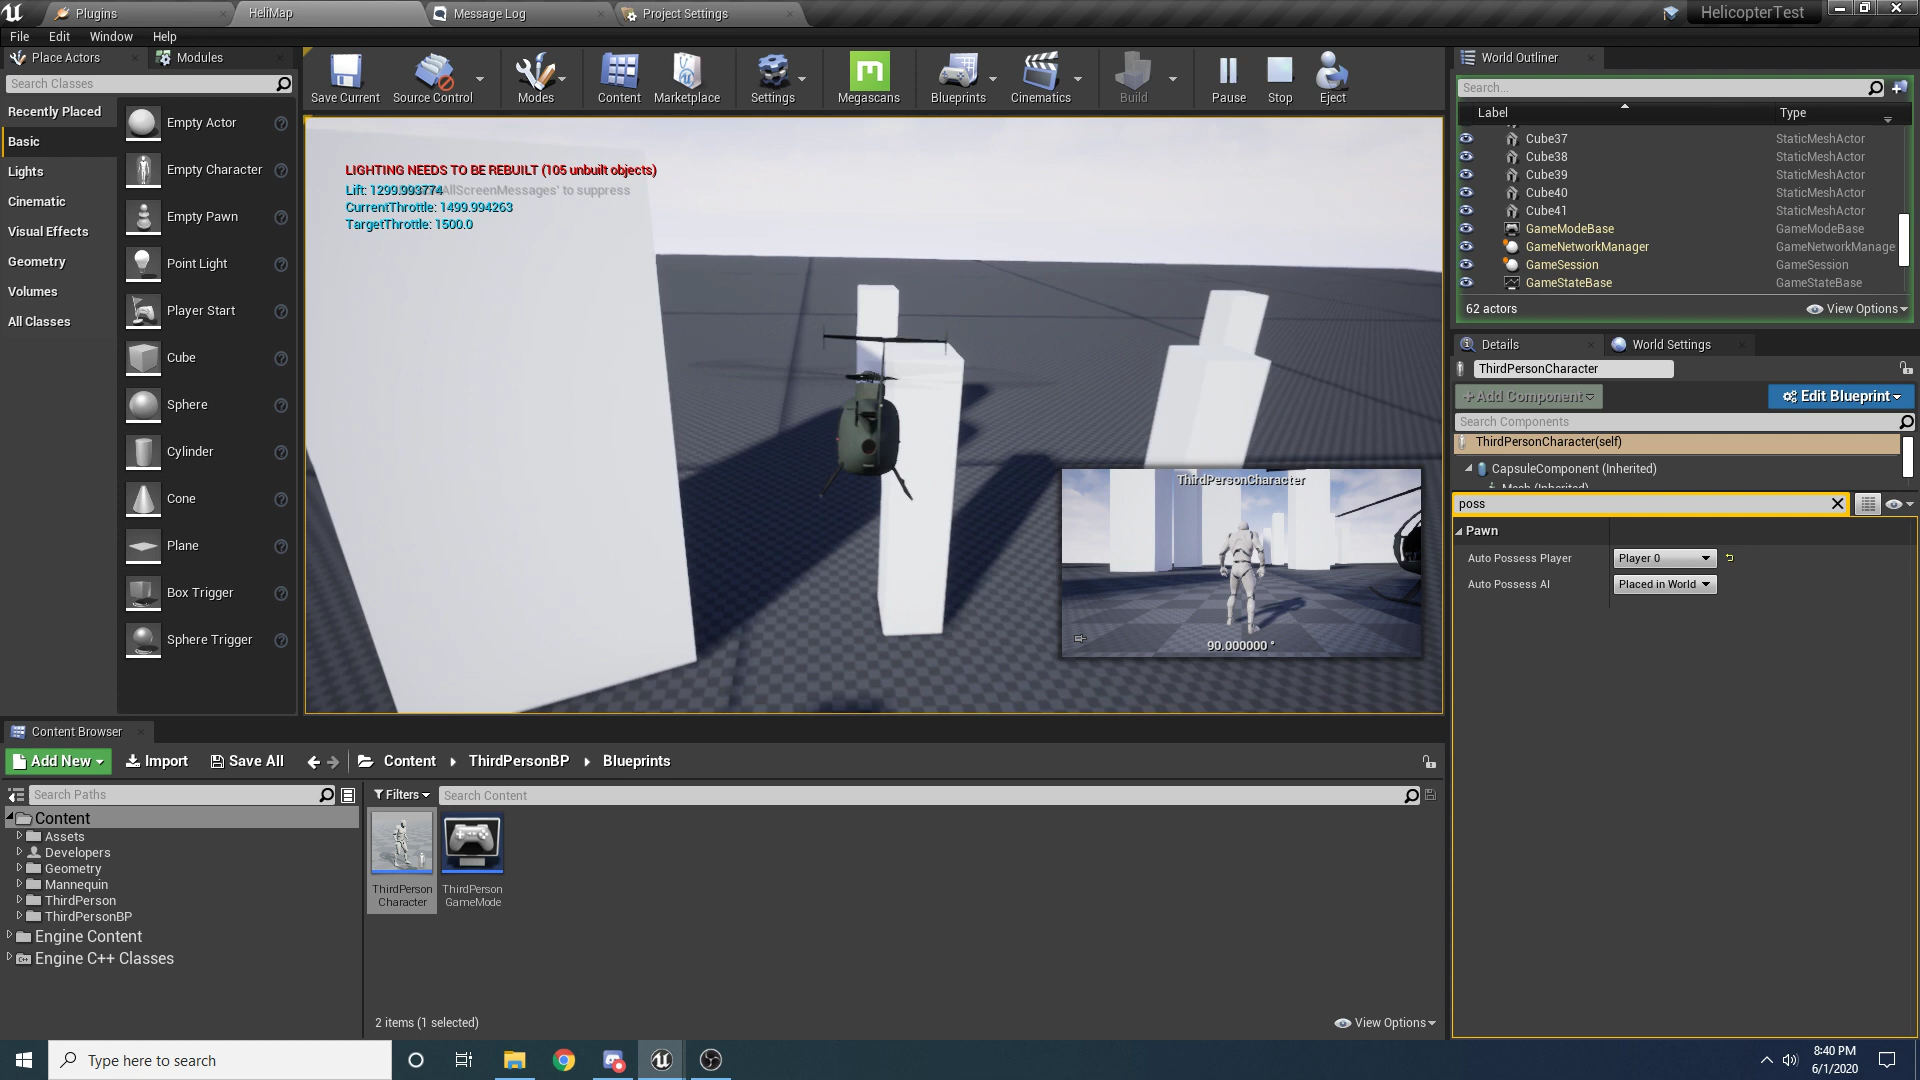 Plugins
HeliMap
Message Log
Project Settings
HelicopterTest
File Edit Window Help
Place Actors
Modules
Search Classes
Recently Placed
Basic
Lights
Cinematic
Visual Effects
Geometry
Volumes
All Classes
Empty Actor
Empty Character
Empty Pawn
Point Light
Player Start
Cube
Sphere
Cylinder
Cone
Plane
Box Trigger
Sphere Trigger
Save Current
Source Control
Modes
Content
Marketplace
Settings
Megascans
Blueprints
Cinematics
Build
Pause
Stop
Eject
LIGHTING NEEDS TO BE REBUILT (105 unbuilt objects)
Lift: 1299.993774 AllScreenMessages' to suppress
CurrentThrottle: 1499.994263
TargetThrottle: 1500.0
ThirdPersonCharacter
90.000000 °
World Outliner
Search...
Label Type
Cube37 StaticMeshActor
Cube38 StaticMeshActor
Cube39 StaticMeshActor
Cube40 StaticMeshActor
Cube41 StaticMeshActor
GameModeBase GameModeBase
GameNetworkManager GameNetworkManage
GameSession GameSession
GameStateBase GameStateBase
62 actors
View Options
Details
World Settings
ThirdPersonCharacter
+Add Component
Edit Blueprint
Search Components
ThirdPersonCharacter(self)
CapsuleComponent (Inherited)
Mesh (Inherited)
poss
Pawn
Auto Possess Player Player 0
Auto Possess AI Placed in World
Content Browser
Add New
Import
Save All
Content
ThirdPersonBP
Blueprints
Search Paths
Filters
Search Content
Content
Assets
Developers
Geometry
Mannequin
ThirdPerson
ThirdPersonBP
Engine Content
Engine C++ Classes
ThirdPerson
Character
ThirdPerson
GameMode
2 items (1 selected)
View Options
Type here to search
8:40 PM
6/1/2020